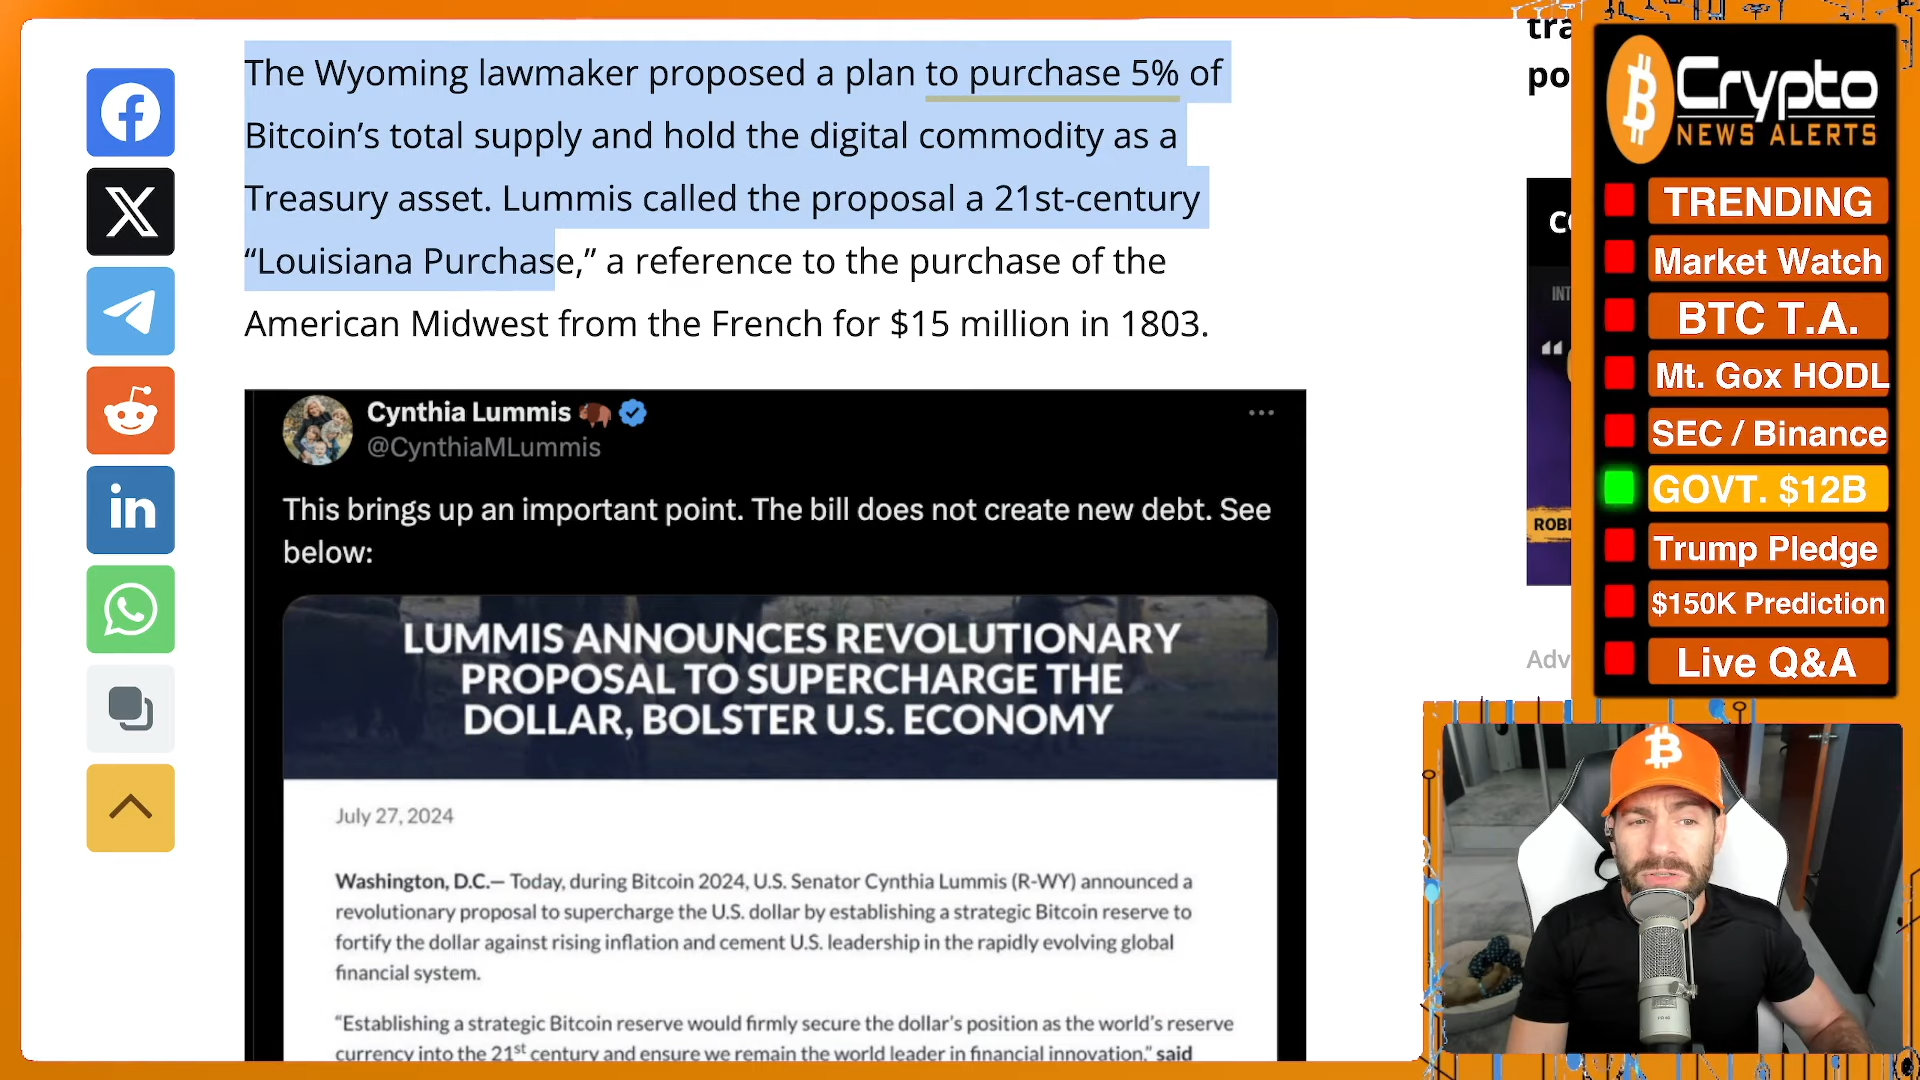 The Wyoming lawmaker proposed a plan to purchase 5% of
Bitcoin’s total supply and hold the digital commodity as a
Treasury asset. Lummis called the proposal a 21st-century
“Louisiana Purchase,” a reference to the purchase of the
American Midwest from the French for $15 million in 1803.
Cynthia Lummis
@CynthiaMLummis
This brings up an important point. The bill does not create new debt. See
below:
LUMMIS ANNOUNCES REVOLUTIONARY
PROPOSAL TO SUPERCHARGE THE
DOLLAR, BOLSTER U.S. ECONOMY
July 27, 2024
Washington, D.C.— Today, during Bitcoin 2024, U.S. Senator Cynthia Lummis (R-WY) announced a
revolutionary proposal to supercharge the U.S. dollar by establishing a strategic Bitcoin reserve to
fortify the dollar against rising inflation and cement U.S. leadership in the rapidly evolving global
financial system.
“Establishing a strategic Bitcoin reserve would firmly secure the dollar’s position as the world’s reserve
currency into the 21st century and ensure we remain the world leader in financial innovation,” said
Crypto
NEWS ALERTS
TRENDING
Market Watch
BTC T.A.
Mt. Gox HODL
SEC / Binance
GOVT. $12B
Trump Pledge
$150K Prediction
Live Q&A